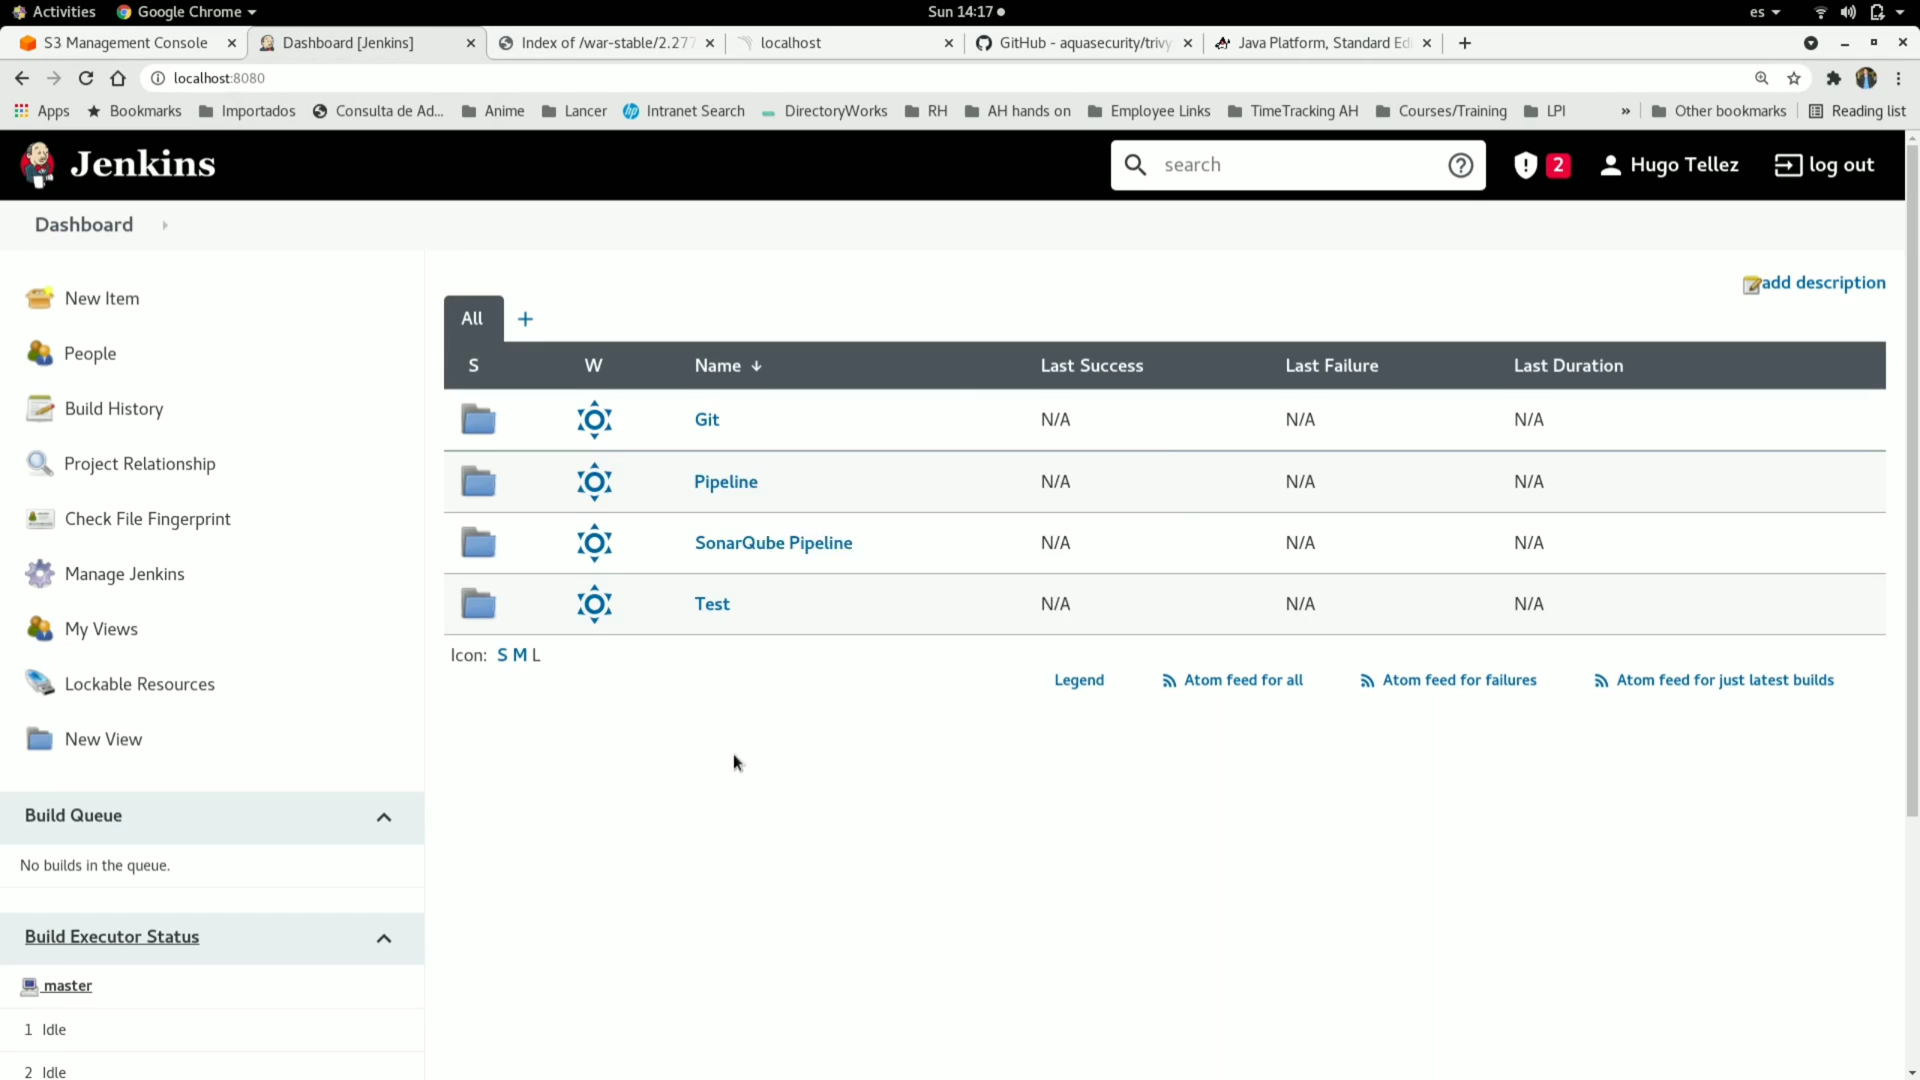 Activities Google Chrome Sun 14:17 es
S3 Management Console Dashboard [Jenkins] Index of /war-stable/2.277 localhost GitHub - aquasecurity/trivy Java Platform, Standard Edi
localhost:8080
Apps Bookmarks Importados Consulta de Ad... Anime Lancer Intranet Search DirectoryWorks RH AH hands on Employee Links TimeTracking AH Courses/Training LPI » Other bookmarks Reading list
Jenkins search 2 Hugo Tellez log out
Dashboard
add description
New Item
People
Build History
Project Relationship
Check File Fingerprint
Manage Jenkins
My Views
Lockable Resources
New View
All +
S W Name ↓ Last Success Last Failure Last Duration
Git N/A N/A N/A
Pipeline N/A N/A N/A
SonarQube Pipeline N/A N/A N/A
Test N/A N/A N/A
Icon: S M L
Legend Atom feed for all Atom feed for failures Atom feed for just latest builds
Build Queue
No builds in the queue.
Build Executor Status
master
1 Idle
2 Idle